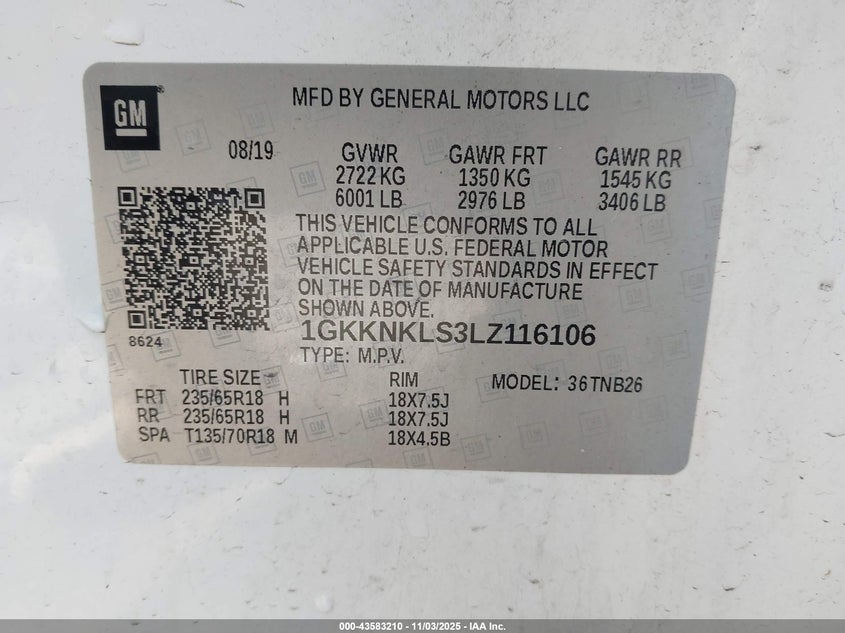 GM
MFD BY GENERAL MOTORS LLC
08/19 GVWR GAWR FRT GAWR RR
2722 KG 1350 KG 1545 KG
6001 LB 2976 LB 3406 LB
THIS VEHICLE CONFORMS TO ALL
APPLICABLE U.S. FEDERAL MOTOR
VEHICLE SAFETY STANDARDS IN EFFECT
ON THE DATE OF MANUFACTURE
SHOWN ABOVE.
8624
1GKKNKLS3LZ116106
TYPE: M.P.V.
TIRE SIZE RIM MODEL: 36TNB26
FRT 235/65R18 H 18X7.5J
RR 235/65R18 H 18X7.5J
SPA T135/70R18 M 18X4.5B
000-43583210 - 11/03/2025 - IAA Inc.